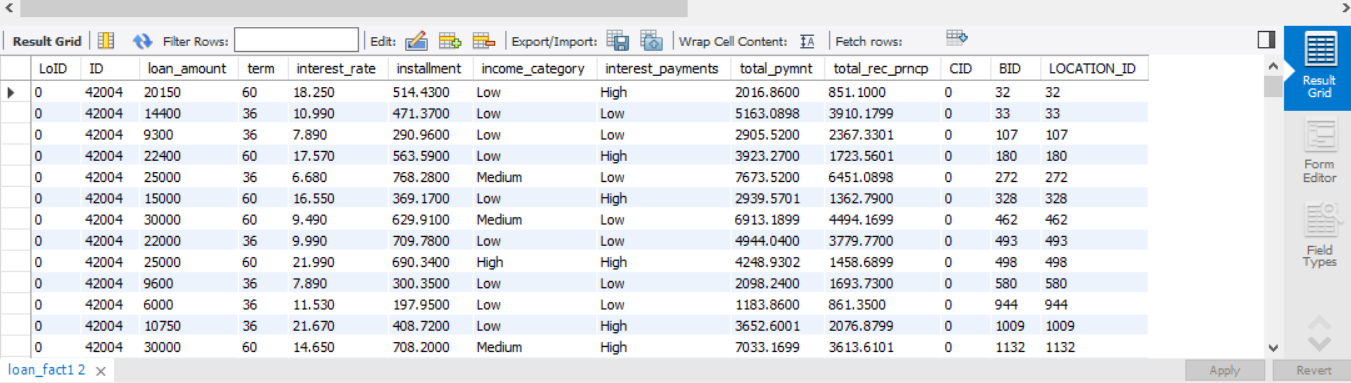 Result Grid Filter Rows: Edit: Export/Import: Wrap Cell Content: Fetch rows:
LoID ID loan_amount term interest_rate installment income_category interest_payments total_pymnt total_rec_prncp CID BID LOCATION_ID
0 42004 20150 60 18.250 514.4300 Low High 2016.8600 851.1000 0 32 32
0 42004 14400 36 10.990 471.3700 Low Low 5163.0898 3910.1799 0 33 33
0 42004 9300 36 7.890 290.9600 Low Low 2905.5200 2367.3301 0 107 107
0 42004 22400 60 17.570 563.5900 Low High 3923.2700 1723.5601 0 180 180
0 42004 25000 36 6.680 768.2800 Medium Low 7673.5200 6451.0898 0 272 272
0 42004 15000 60 16.550 369.1700 Low High 2939.5701 1362.7900 0 328 328
0 42004 30000 60 9.490 629.9100 Medium Low 6913.1899 4494.1699 0 462 462
0 42004 22000 36 9.990 709.7800 Low Low 4944.0400 3779.7700 0 493 493
0 42004 25000 60 21.990 690.3400 High High 4248.9302 1458.6899 0 498 498
0 42004 9600 36 7.890 300.3500 Low Low 2098.2400 1693.7300 0 580 580
0 42004 6000 36 11.530 197.9500 Low Low 1183.8600 861.3500 0 944 944
0 42004 10750 36 21.670 408.7200 Low High 3652.6001 2076.8799 0 1009 1009
0 42004 30000 60 14.650 708.2000 Medium High 7033.1699 3613.6101 0 1132 1132
Result
Grid
Form
Editor
Field
Types
loan_fact1 2
Apply Revert